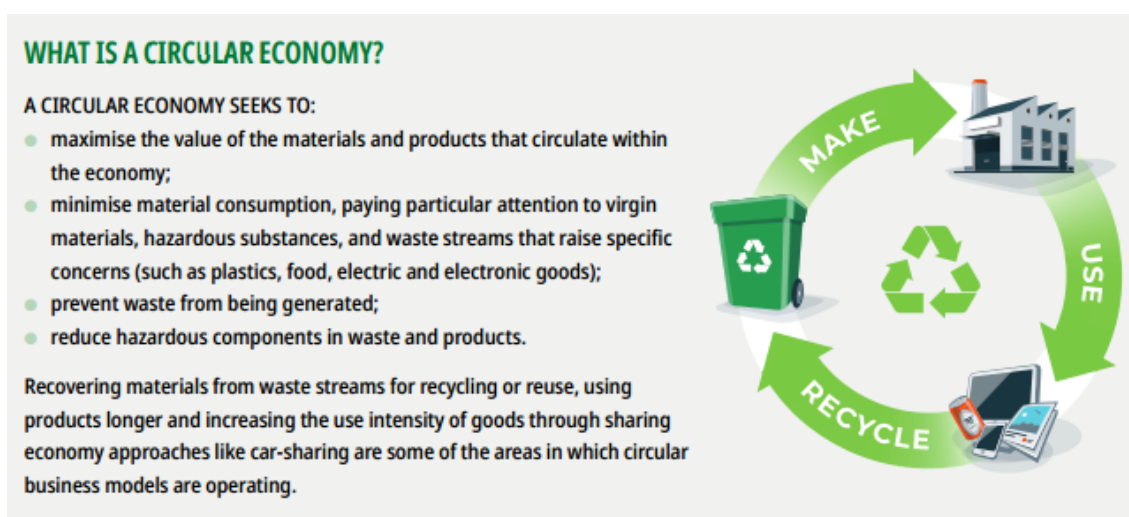 WHAT IS A CIRCULAR ECONOMY?
A CIRCULAR ECONOMY SEEKS TO:
maximise the value of the materials and products that circulate within
the economy;
minimise material consumption, paying particular attention to virgin
materials, hazardous substances, and waste streams that raise specific
concerns (such as plastics, food, electric and electronic goods);
prevent waste from being generated;
reduce hazardous components in waste and products.
Recovering materials from waste streams for recycling or reuse, using
products longer and increasing the use intensity of goods through sharing
economy approaches like car-sharing are some of the areas in which circular
business models are operating.
MAKE
USE
RECYCLE